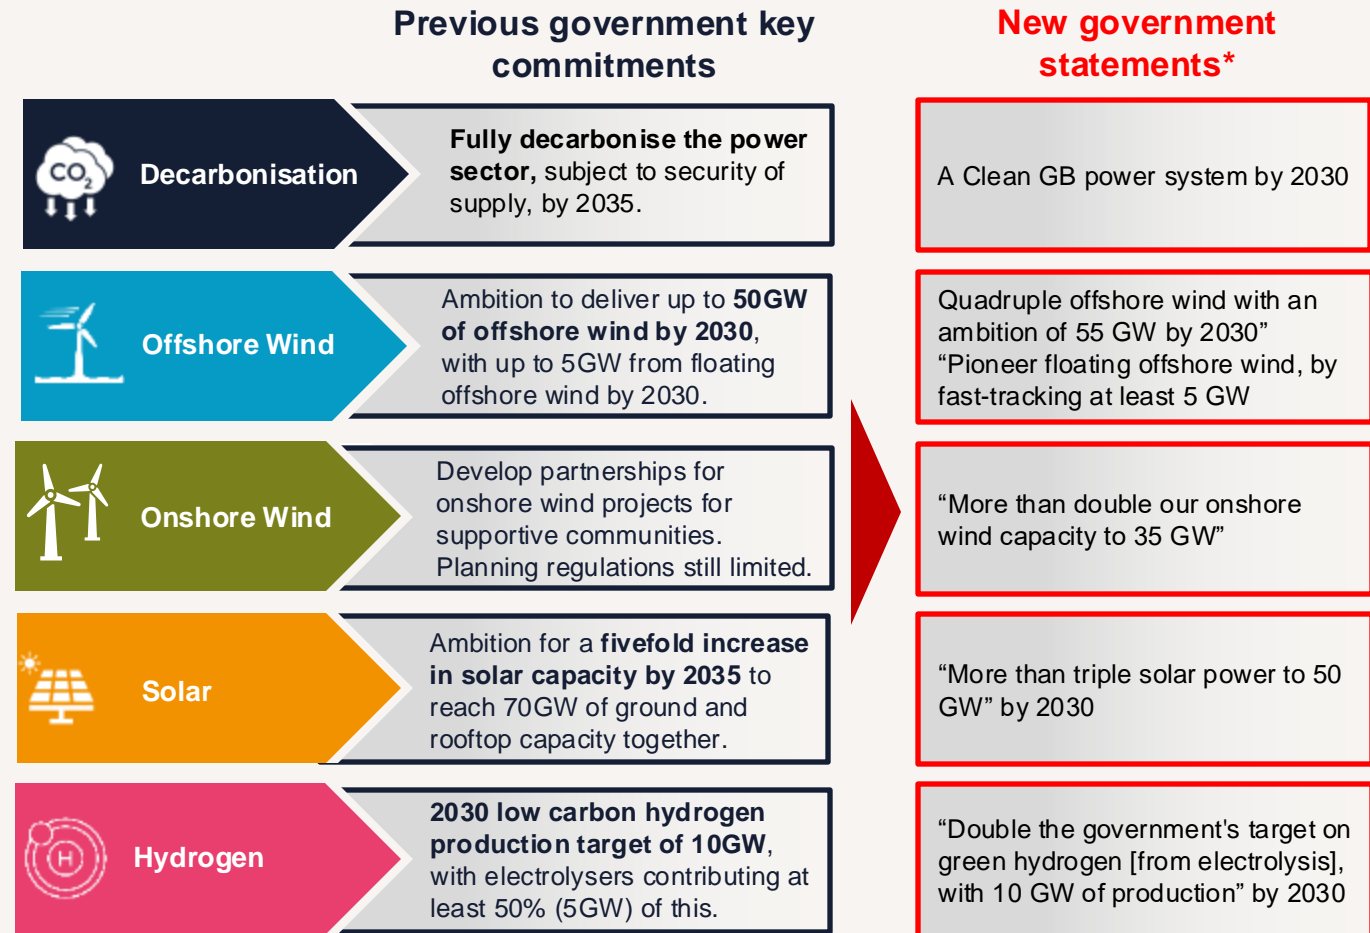 Previous government key
commitments
New government
statements*
CO2
Decarbonisation
Fully decarbonise the power
sector, subject to security of
supply, by 2035.
A Clean GB power system by 2030
Offshore Wind
Ambition to deliver up to 50GW
of offshore wind by 2030,
with up to 5GW from floating
offshore wind by 2030.
Quadruple offshore wind with an
ambition of 55 GW by 2030”
“Pioneer floating offshore wind, by
fast-tracking at least 5 GW
Onshore Wind
Develop partnerships for
onshore wind projects for
supportive communities.
Planning regulations still limited.
“More than double our onshore
wind capacity to 35 GW”
Solar
Ambition for a fivefold increase
in solar capacity by 2035 to
reach 70GW of ground and
rooftop capacity together.
“More than triple solar power to 50
GW” by 2030
H
Hydrogen
2030 low carbon hydrogen
production target of 10GW,
with electrolysers contributing at
least 50% (5GW) of this.
“Double the government's target on
green hydrogen [from electrolysis],
with 10 GW of production” by 2030